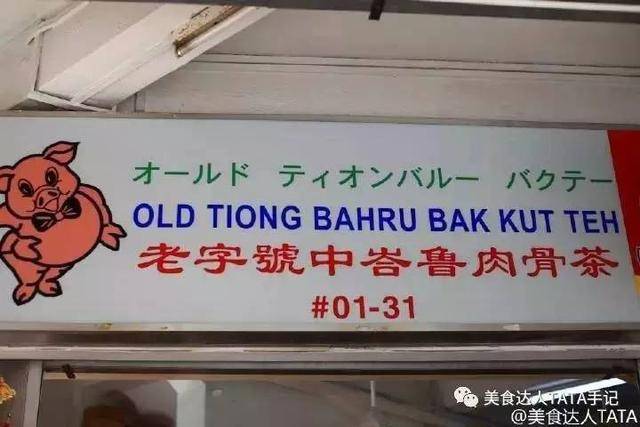 オールド ティオンバルー バクテー
OLD TIONG BAHRU BAK KUT TEH
老字號中峇魯肉骨茶
#01-31
美食达人TATA手记
@美食达人TATA